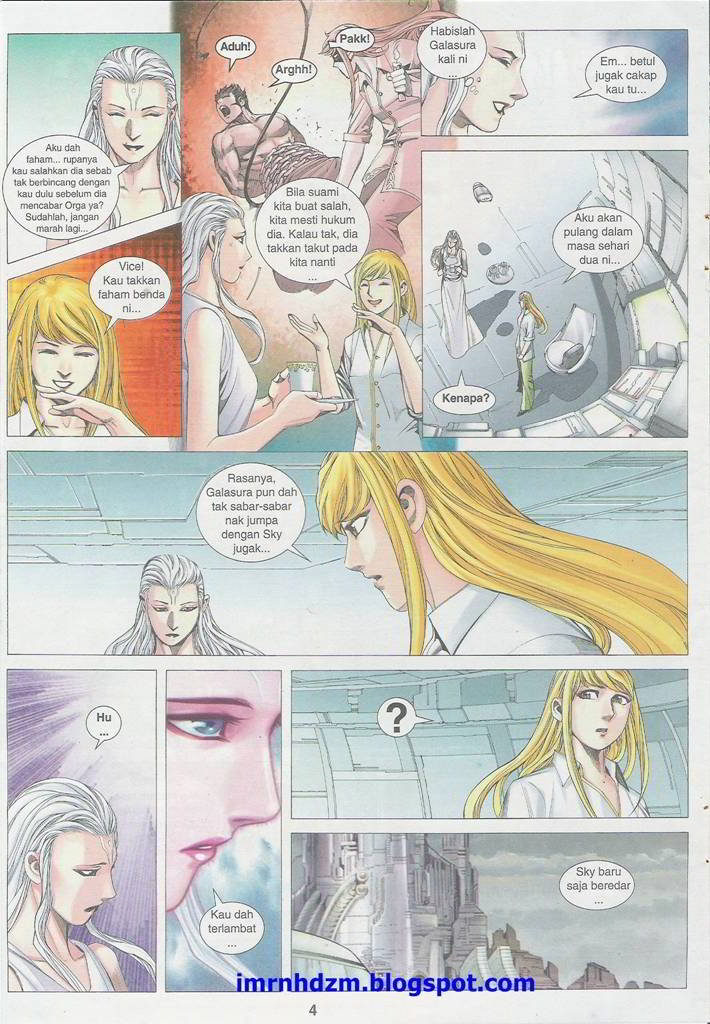 Aku dah
faham... rupanya
kau salahkan dia sebab
tak berbincang dengan
kau dulu sebelum dia
mencabar Orga ya?
Sudahlah, jangan
marah lagi...
Vice!
Kau takkan
faham benda
ni...
Aduh!
Arghh!
Pakk!
Bila suami
kita buat salah,
kita mesti hukum
dia. Kalau tak, dia
takkan takut pada
kita nanti
...
Habislah
Galasura
kali ni
...
Em... betul
jugak cakap
kau tu...
Aku akan
pulang dalam
masa sehari
dua ni...
Kenapa?
Rasanya,
Galasura pun dah
tak sabar-sabar
nak jumpa
dengan Sky
jugak...
Hu
...
Kau dah
terlambat
...
?
Sky baru
saja beredar
...
imrnhdzm.blogspot.com
4